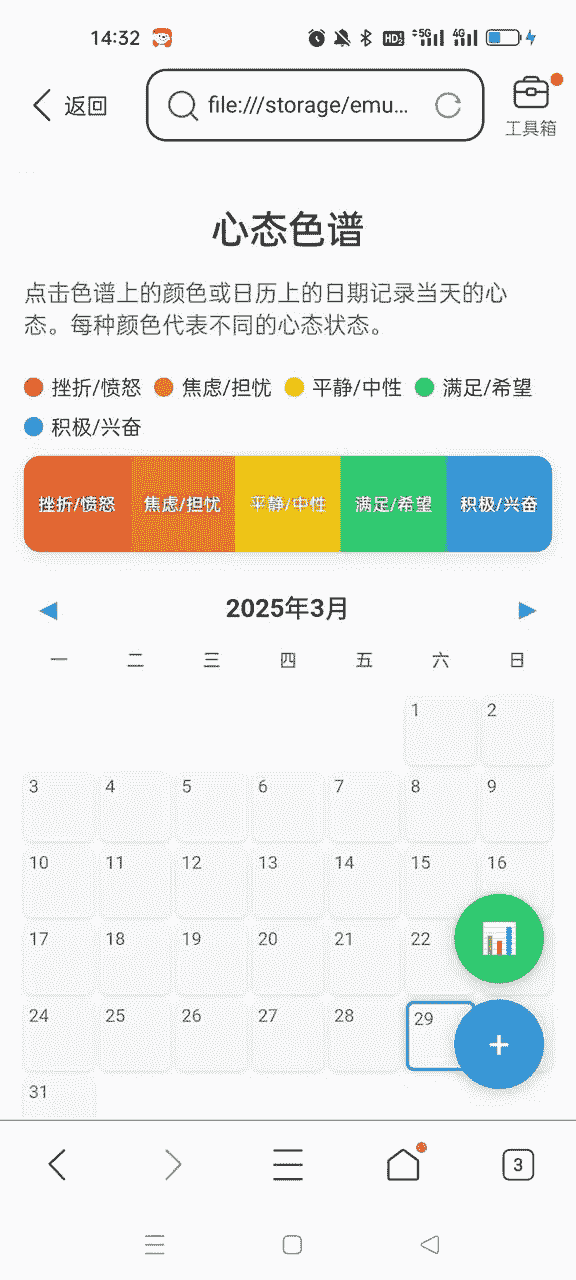 14:32 HD2 5G 4G
返回 file:///storage/emu... 工具箱
心态色谱
点击色谱上的颜色或日历上的日期记录当天的心
态。每种颜色代表不同的心态状态。
挫折/愤怒 焦虑/担忧 平静/中性 满足/希望
积极/兴奋
挫折/愤怒 焦虑/担忧 平静/中性 满足/希望 积极/兴奋
◀ 2025年3月 ▶
一 二 三 四 五 六 日
1 2
3 4 5 6 7 8 9
10 11 12 13 14 15 16
17 18 19 20 21 22
24 25 26 27 28 29 +
31
3